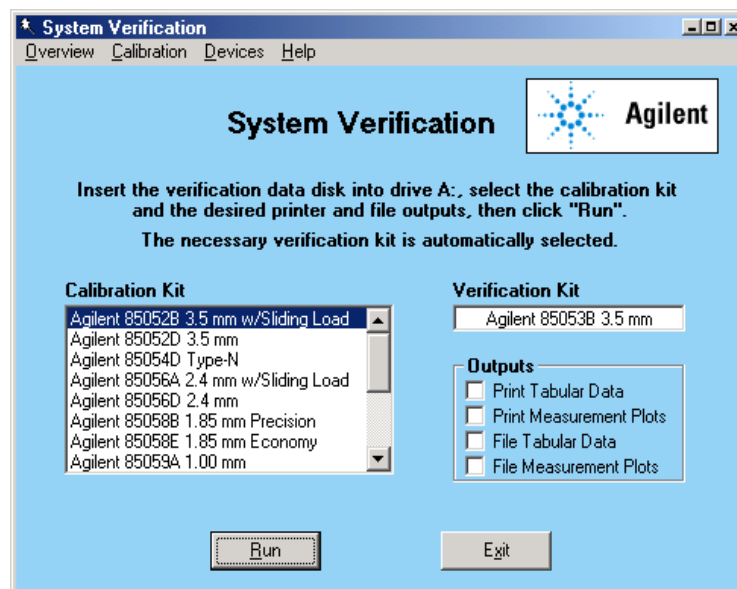 System Verification
Overview Calibration Devices Help
System Verification
Agilent
Insert the verification data disk into drive A:, select the calibration kit
and the desired printer and file outputs, then click "Run".
The necessary verification kit is automatically selected.
Calibration Kit
Agilent 85052B 3.5 mm w/Sliding Load
Agilent 85052D 3.5 mm
Agilent 85054D Type-N
Agilent 85056A 2.4 mm w/Sliding Load
Agilent 85056D 2.4 mm
Agilent 85058B 1.85 mm Precision
Agilent 85058E 1.85 mm Economy
Agilent 85059A 1.00 mm
Verification Kit
Agilent 85053B 3.5 mm
Outputs
Print Tabular Data
Print Measurement Plots
File Tabular Data
File Measurement Plots
Run
Exit